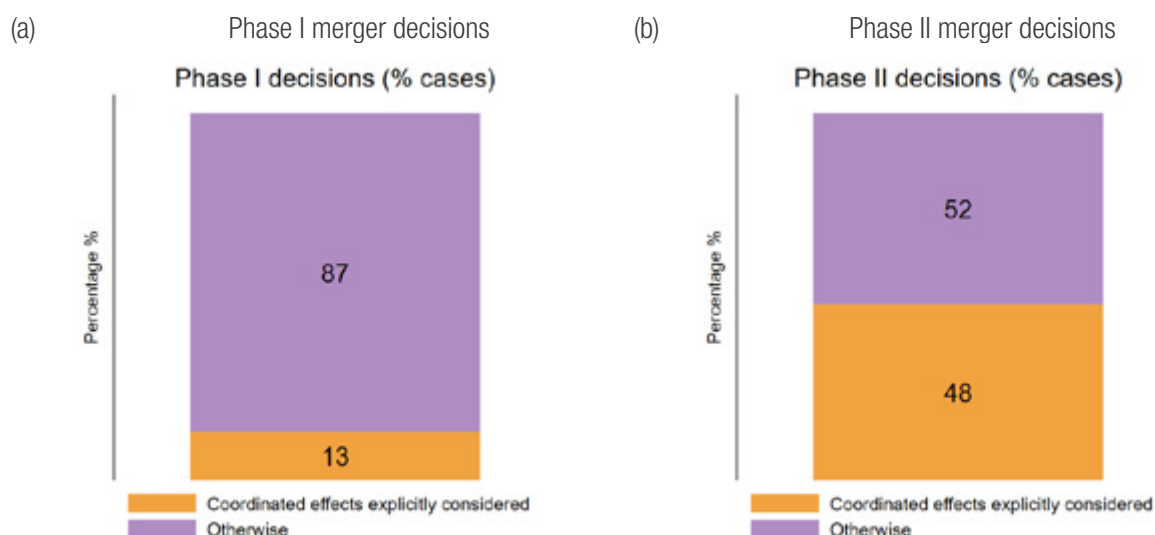 (a) Phase I merger decisions
Phase I decisions (% cases)
Percentage %
87
13
Coordinated effects explicitly considered
Otherwise
(b) Phase II merger decisions
Phase II decisions (% cases)
Percentage %
52
48
Coordinated effects explicitly considered
Otherwise